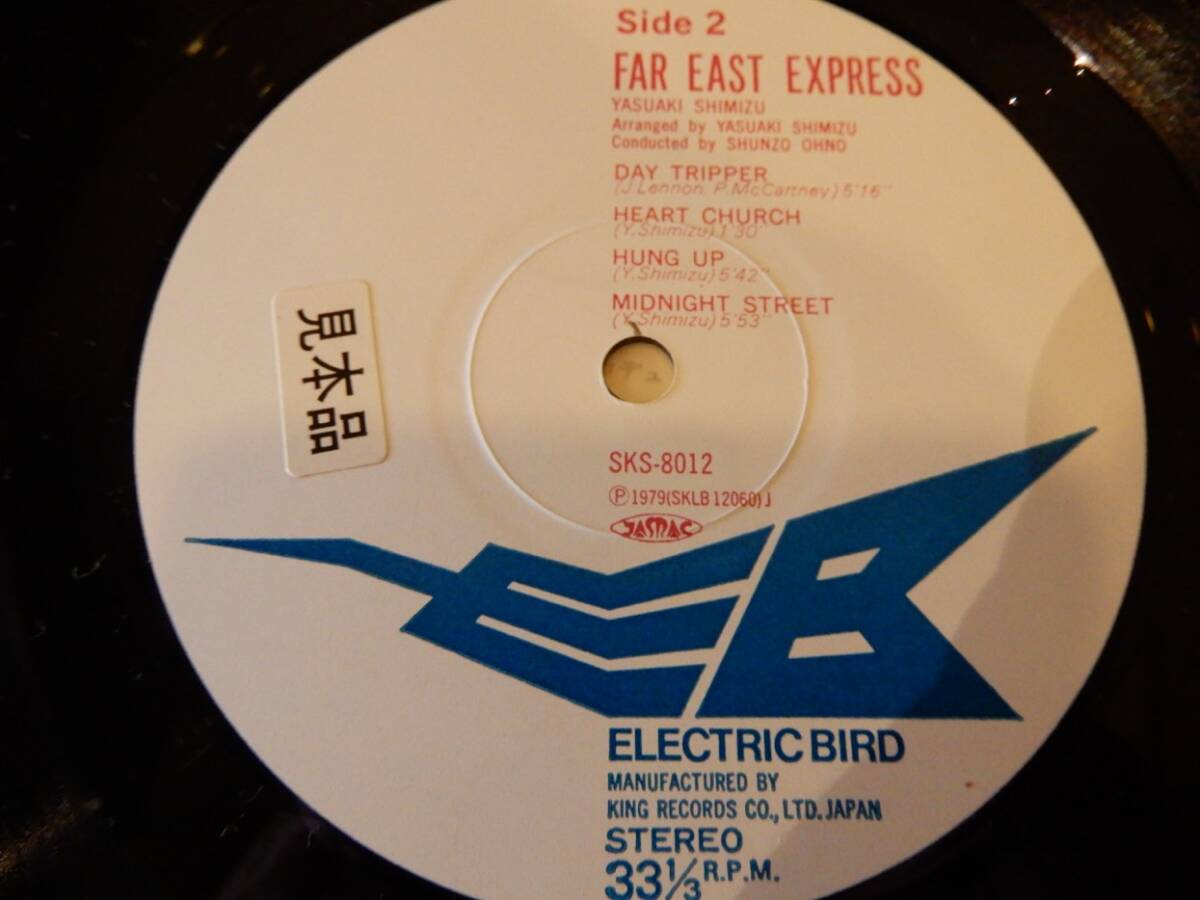 Side 2
FAR EAST EXPRESS
YASUAKI SHIMIZU
Arranged by YASUAKI SHIMIZU
Conducted by SHUNZO OHNO
DAY TRIPPER
(J.Lennon, P.McCartney) 5'16"
HEART CHURCH
(Y.Shimizu) 1'30"
HUNG UP
(Y.Shimizu) 5'42"
MIDNIGHT STREET
(Y.Shimizu) 5'53"
見本品
SKS-8012
Ⓟ1979(SKLB 12060) J
JASRAC
EB
ELECTRIC BIRD
MANUFACTURED BY
KING RECORDS CO., LTD. JAPAN
STEREO
33 1/3 R.P.M.